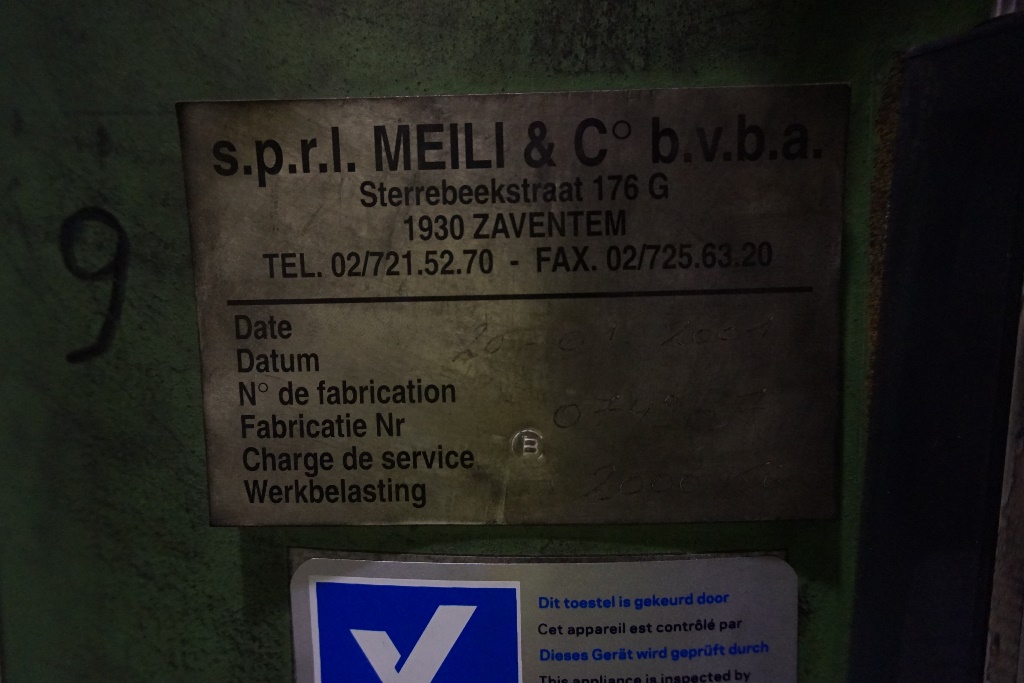 s.p.r.l. MEILI & C° b.v.b.a.
Sterrebeekstraat 176 G
1930 ZAVENTEM
TEL. 02/721.52.70 - FAX. 02/725.63.20
9
Date
Datum
N° de fabrication
Fabricatie Nr
B
Charge de service
Werkbelasting
Dit toestel is gekeurd door
Cet appareil est contrôlé par
Dieses Gerät wird geprüft durch
This appliance is inspected by